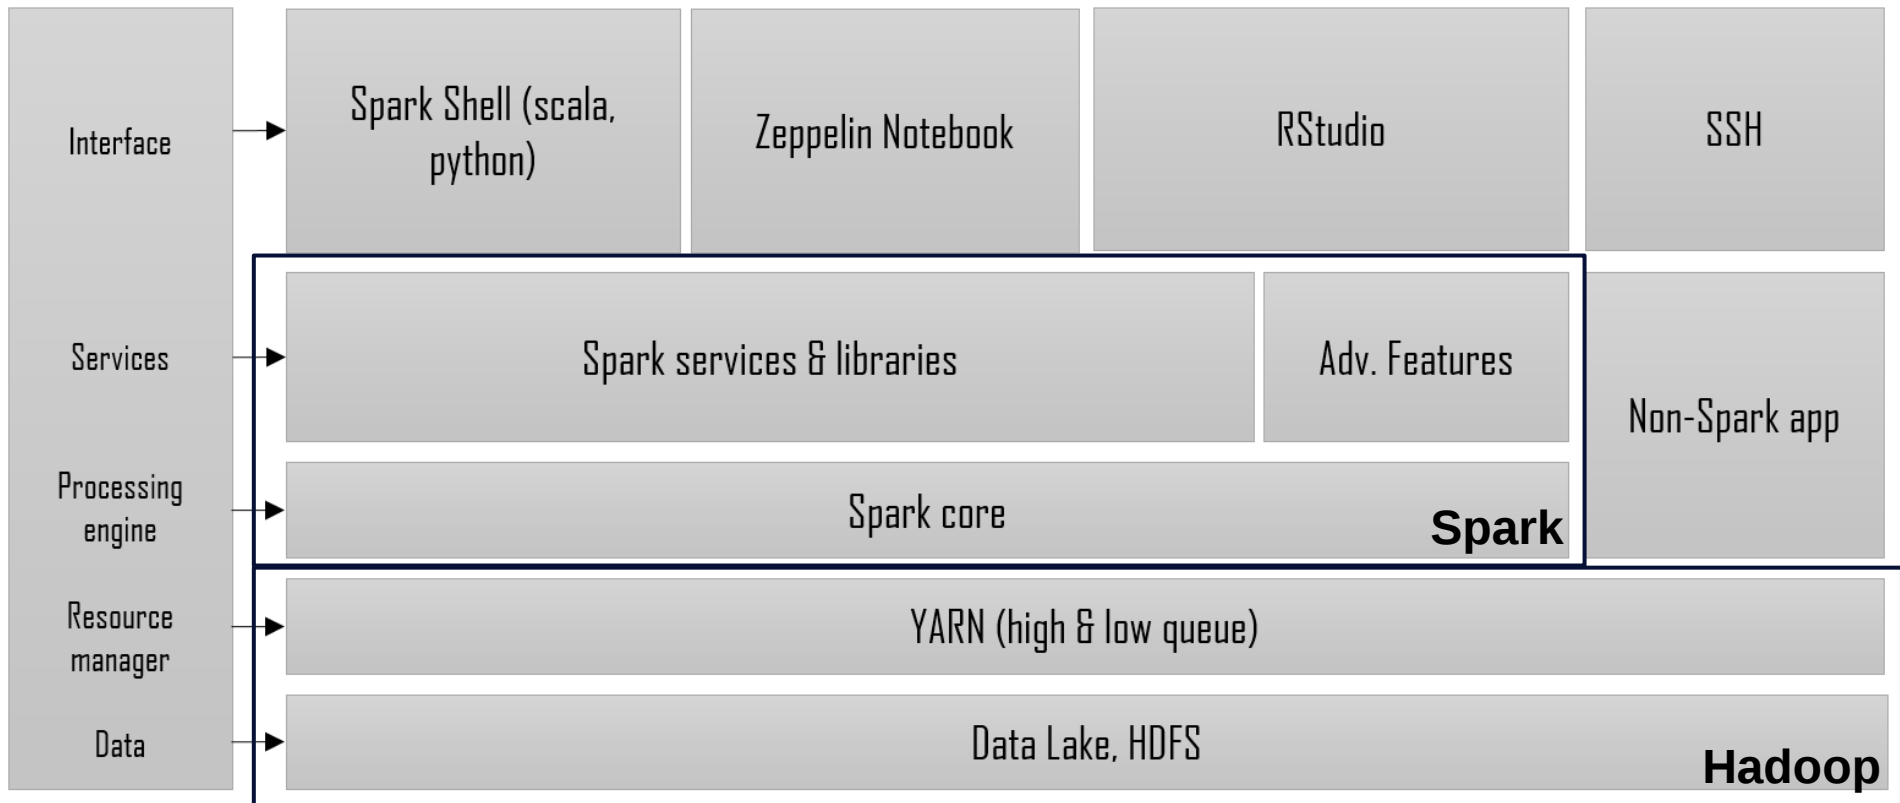 Interface
Spark Shell (scala,
python)
Zeppelin Notebook
RStudio
SSH
Services
Spark services & libraries
Adv. Features
Non-Spark app
Processing
engine
Spark core
Spark
Resource
manager
YARN (high & low queue)
Data
Data Lake, HDFS
Hadoop